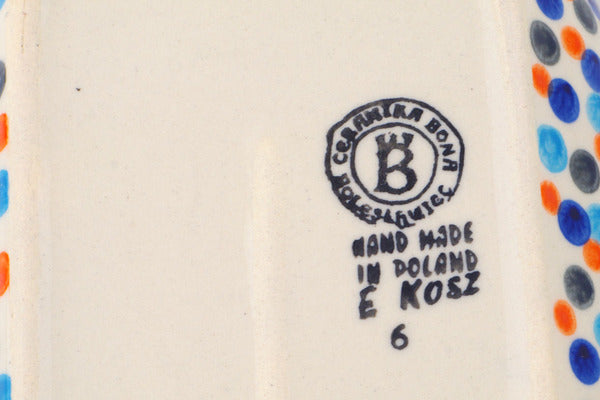 CERAMIKA BONA
BOLESŁAWIEC
B
HAND MADE
IN POLAND
E KOSZ
6